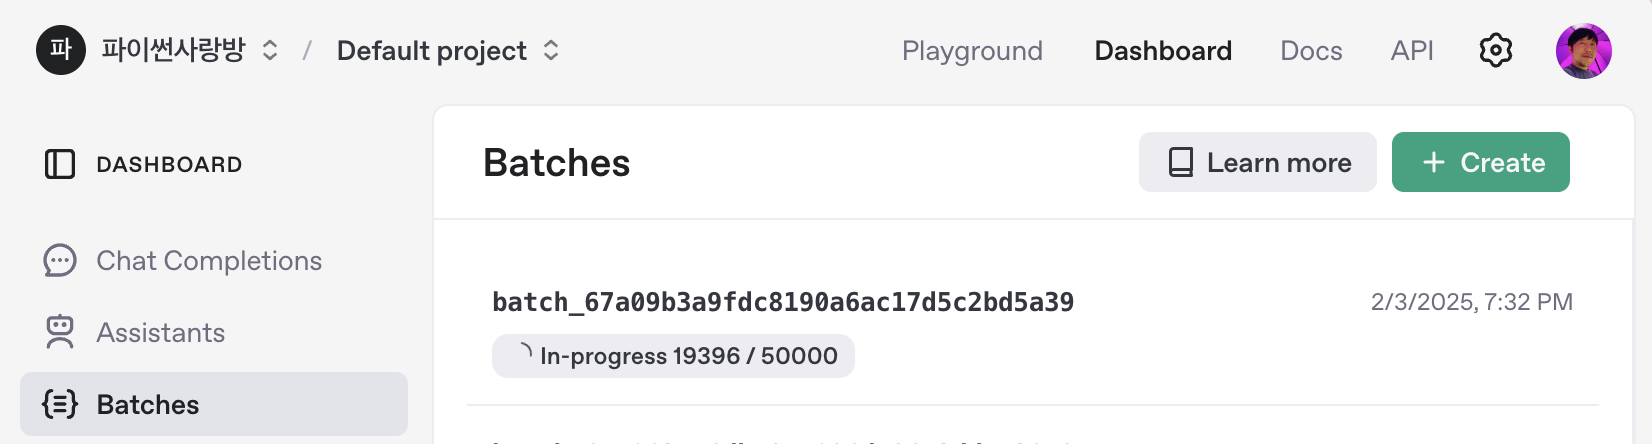 파 파이썬사랑방 / Default project Playground Dashboard Docs API
DASHBOARD
Chat Completions
Assistants
Batches
Batches Learn more + Create
batch_67a09b3a9fdc8190a6ac17d5c2bd5a39 2/3/2025, 7:32 PM
In-progress 19396 / 50000